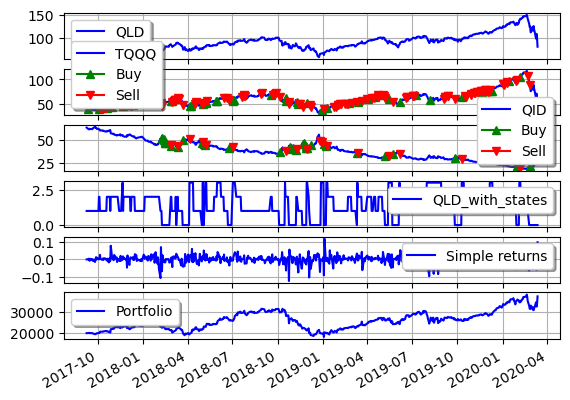 150
100
QLD
TQQQ
Buy
Sell
100
50
QID
Buy
Sell
50
25
2.5
0.0
QLD_with_states
0.1
0.0
−0.1
Simple returns
30000
20000
Portfolio
2017-10 2018-01 2018-04 2018-07 2018-10 2019-01 2019-04 2019-07 2019-10 2020-01 2020-04